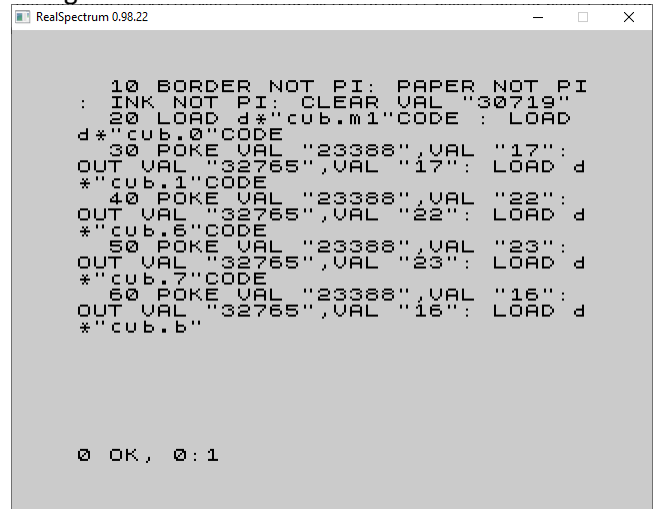 RealSpectrum 0.98.22
10 BORDER NOT PI: PAPER NOT PI
: INK NOT PI: CLEAR VAL "30719"
20 LOAD d*"cub.m1"CODE : LOAD
d*"cub.0"CODE
30 POKE VAL "23388",VAL "17":
OUT VAL "32765",VAL "17": LOAD d
*"cub.1"CODE
40 POKE VAL "23388",VAL "22":
OUT VAL "32765",VAL "22": LOAD d
*"cub.6"CODE
50 POKE VAL "23388",VAL "23":
OUT VAL "32765",VAL "23": LOAD d
*"cub.7"CODE
60 POKE VAL "23388",VAL "16":
OUT VAL "32765",VAL "16": LOAD d
*"cub.b"
0 OK, 0:1